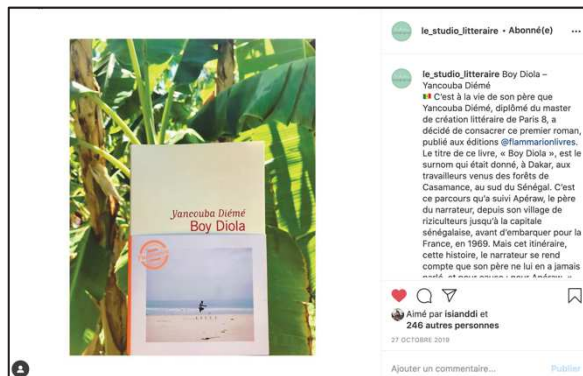 Yancouba Diémé
Boy Diola
le_studio_litteraire • Abonné(e) ...
le_studio_litteraire Boy Diola –
Yancouba Diémé
🇸🇳 C'est à la vie de son père que
Yancouba Diémé, diplômé du master
de création littéraire de Paris 8, a
décidé de consacrer ce premier roman,
publié aux éditions @flammarionlivres.
Le titre de ce livre, « Boy Diola », est le
surnom qui était donné, à Dakar, aux
travailleurs venus des forêts de
Casamance, au sud du Sénégal. C'est
ce parcours qu'a suivi Apéraw, le père
du narrateur, depuis son village de
riziculteurs jusqu'à la capitale
sénégalaise, avant d'embarquer pour la
France, en 1969. Mais cet itinéraire,
cette histoire, le narrateur se rend
compte que son père ne lui en a jamais
parlé, et pour cause : pour Apéraw, «
Aimé par isianddi et
246 autres personnes
27 OCTOBRE 2019
Ajouter un commentaire... Publier